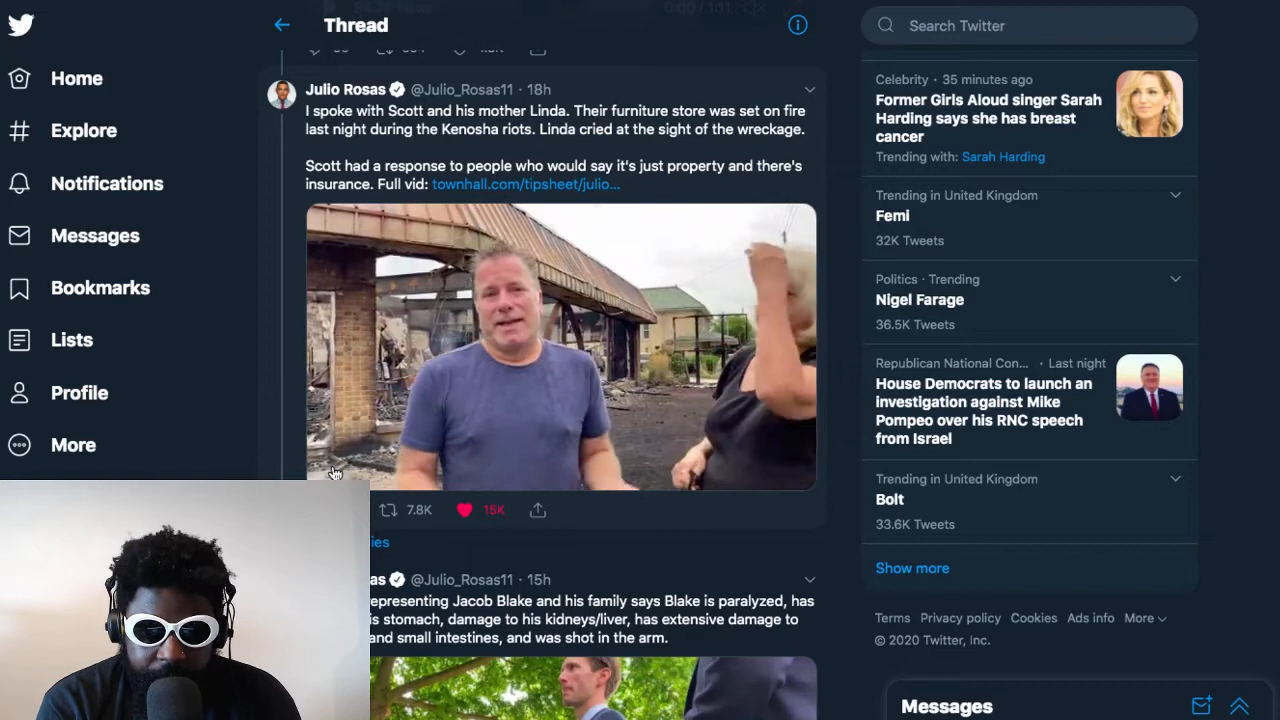 0:00 / 1:11
Thread
Search Twitter
Home
Explore
Notifications
Messages
Bookmarks
Lists
Profile
More
Julio Rosas @Julio_Rosas11 · 18h
I spoke with Scott and his mother Linda. Their furniture store was set on fire
last night during the Kenosha riots. Linda cried at the sight of the wreckage.
Scott had a response to people who would say it's just property and there's
insurance. Full vid: townhall.com/tipsheet/julio...
7.8K 15K
ies
as @Julio_Rosas11 · 15h
epresenting Jacob Blake and his family says Blake is paralyzed, has
is stomach, damage to his kidneys/liver, has extensive damage to
and small intestines, and was shot in the arm.
Celebrity · 35 minutes ago
Former Girls Aloud singer Sarah
Harding says she has breast
cancer
Trending with: Sarah Harding
Trending in United Kingdom
Femi
32K Tweets
Politics · Trending
Nigel Farage
36.5K Tweets
Republican National Con... · Last night
House Democrats to launch an
investigation against Mike
Pompeo over his RNC speech
from Israel
Trending in United Kingdom
Bolt
33.6K Tweets
Show more
Terms Privacy policy Cookies Ads info More
© 2020 Twitter, Inc.
Messages